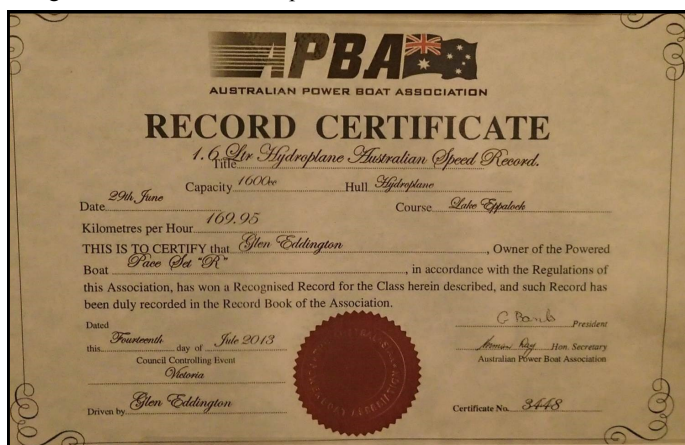 APBA
AUSTRALIAN POWER BOAT ASSOCIATION
RECORD CERTIFICATE
Title 1.6 Ltr Hydroplane Australian Speed Record.
Capacity 1600cc Hull Hydroplane
Date 29th June Course Lake Eppalock
Kilometres per Hour 169.95
THIS IS TO CERTIFY that Glen Eddington, Owner of the Powered
Boat Pace Set "R", in accordance with the Regulations of
this Association, has won a Recognised Record for the Class herein described, and such Record has
been duly recorded in the Record Book of the Association.
Dated
this Fourteenth day of Jule 2013
Council Controlling Event
Victoria
Driven by Glen Eddington
President
Hon. Secretary
Australian Power Boat Association
Certificate No. 3448